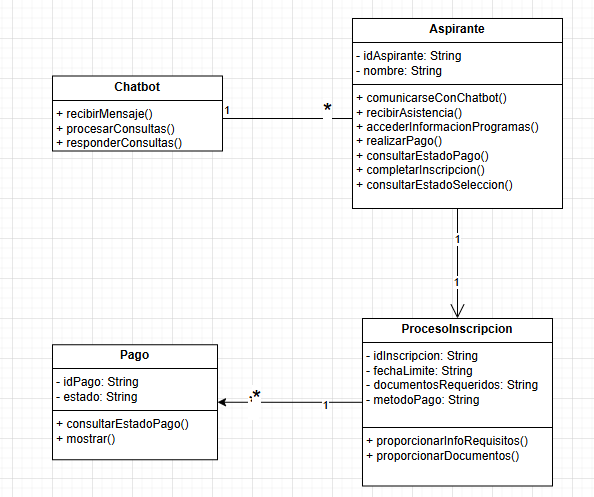 Aspirante
- idAspirante: String
- nombre: String
+ comunicarseConChatbot()
+ recibirAsistencia()
+ accederInformacionProgramas()
+ realizarPago()
+ consultarEstadoPago()
+ completarInscripcion()
+ consultarEstadoSeleccion()
Chatbot
+ recibirMensaje()
+ procesarConsultas()
+ responderConsultas()
1
*
1
1
ProcesoInscripcion
- idInscripcion: String
- fechaLimite: String
- documentosRequeridos: String
- metodoPago: String
+ proporcionarInfoRequisitos()
+ proporcionarDocumentos()
Pago
- idPago: String
- estado: String
+ consultarEstadoPago()
+ mostrar()
*
1